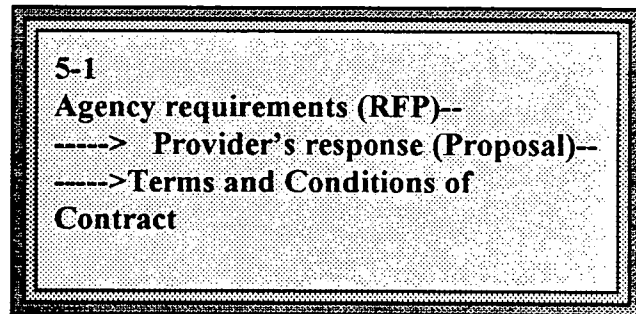 5-1
Agency requirements (RFP)--
-----> Provider's response (Proposal)--
----->Terms and Conditions of
Contract